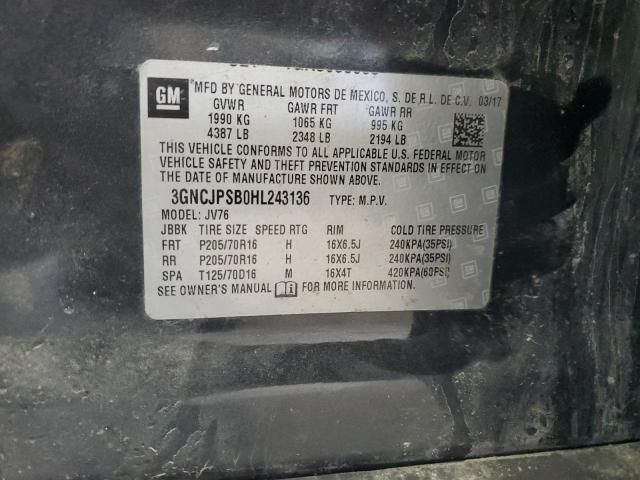 GM
MFD BY GENERAL MOTORS DE MEXICO, S. DE R.L. DE C.V. 03/17
GVWR GAWR FRT GAWR RR
1990 KG 1065 KG 995 KG
4387 LB 2348 LB 2194 LB
THIS VEHICLE CONFORMS TO ALL APPLICABLE U.S. FEDERAL MOTOR
VEHICLE SAFETY AND THEFT PREVENTION STANDARDS IN EFFECT ON
THE DATE OF MANUFACTURE SHOWN ABOVE.
3GNCJPSB0HL243136 TYPE: M.P.V.
MODEL: JV76
JBBK TIRE SIZE SPEED RTG RIM COLD TIRE PRESSURE
FRT P205/70R16 H 16X6.5J 240KPA(35PSI)
RR P205/70R16 H 16X6.5J 240KPA(35PSI)
SPA T125/70D16 M 16X4T 420KPA(60PSI)
SEE OWNER'S MANUAL FOR MORE INFORMATION.